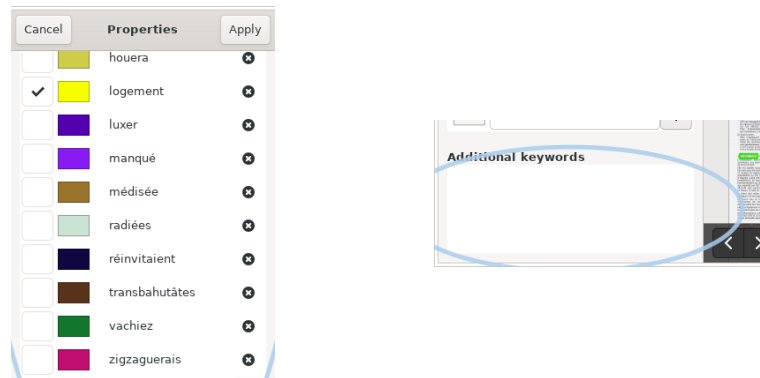 Cancel Properties Apply
houera
logement
luxer
manqué
médisée
radiées
réinvitaient
transbahutâtes
vachiez
zigzaguerais
Additional keywords